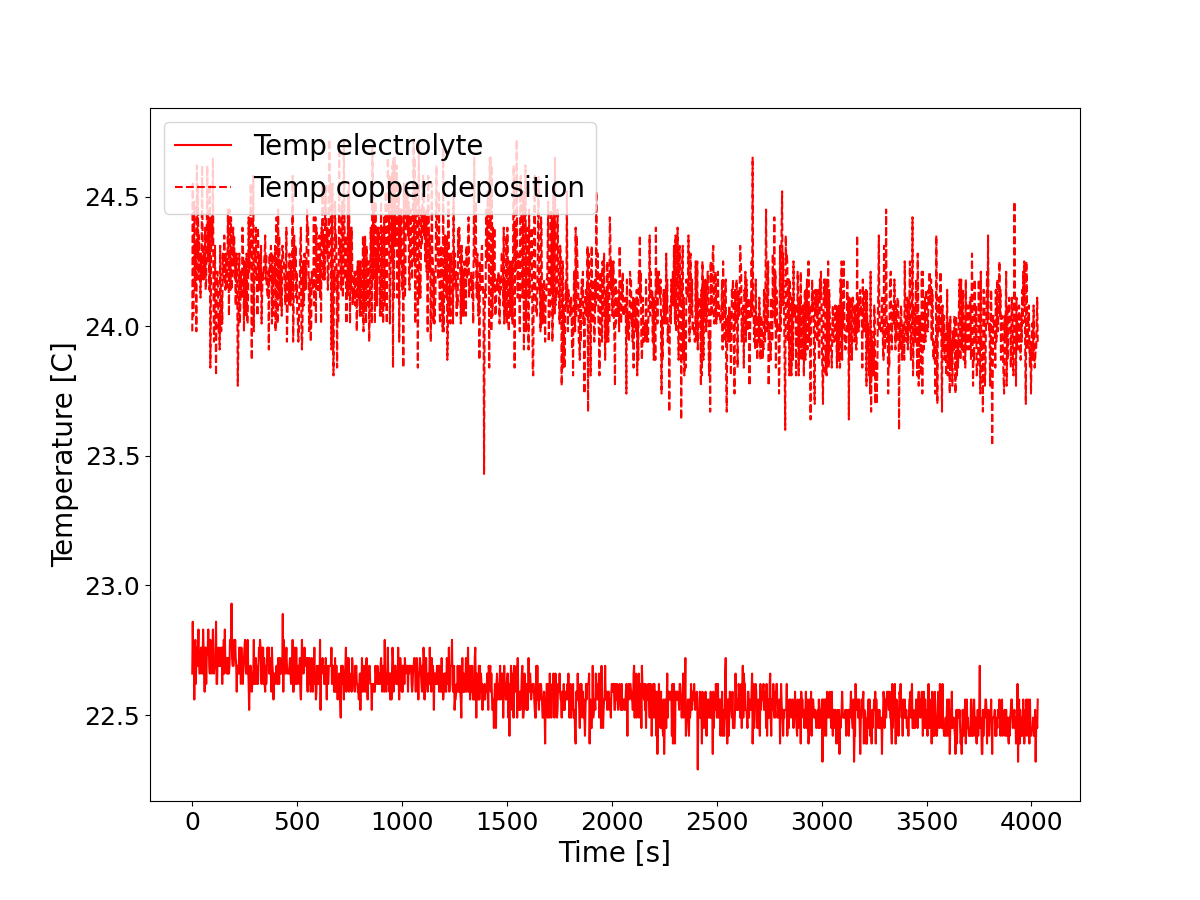 Temp electrolyte
Temp copper deposition
Temperature [C]
24.5
24.0
23.5
23.0
22.5
0 500 1000 1500 2000 2500 3000 3500 4000
Time [s]